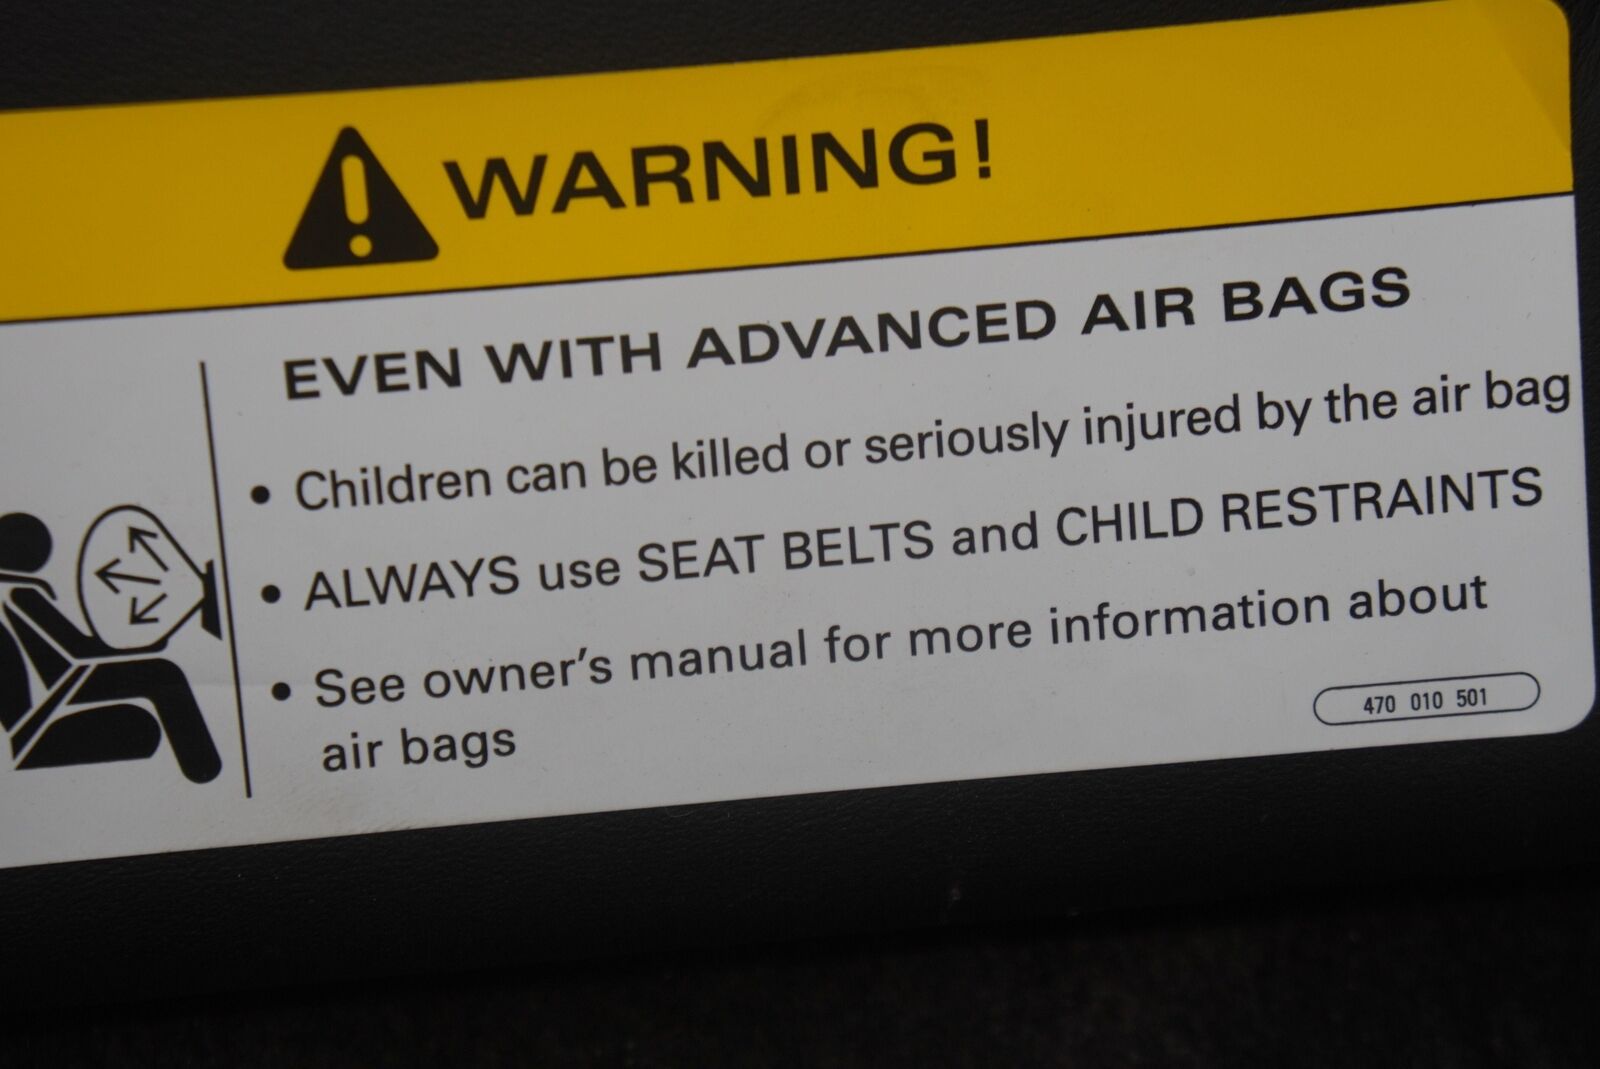 WARNING!
EVEN WITH ADVANCED AIR BAGS
• Children can be killed or seriously injured by the air bag
• ALWAYS use SEAT BELTS and CHILD RESTRAINTS
• See owner's manual for more information about
air bags
470 010 501